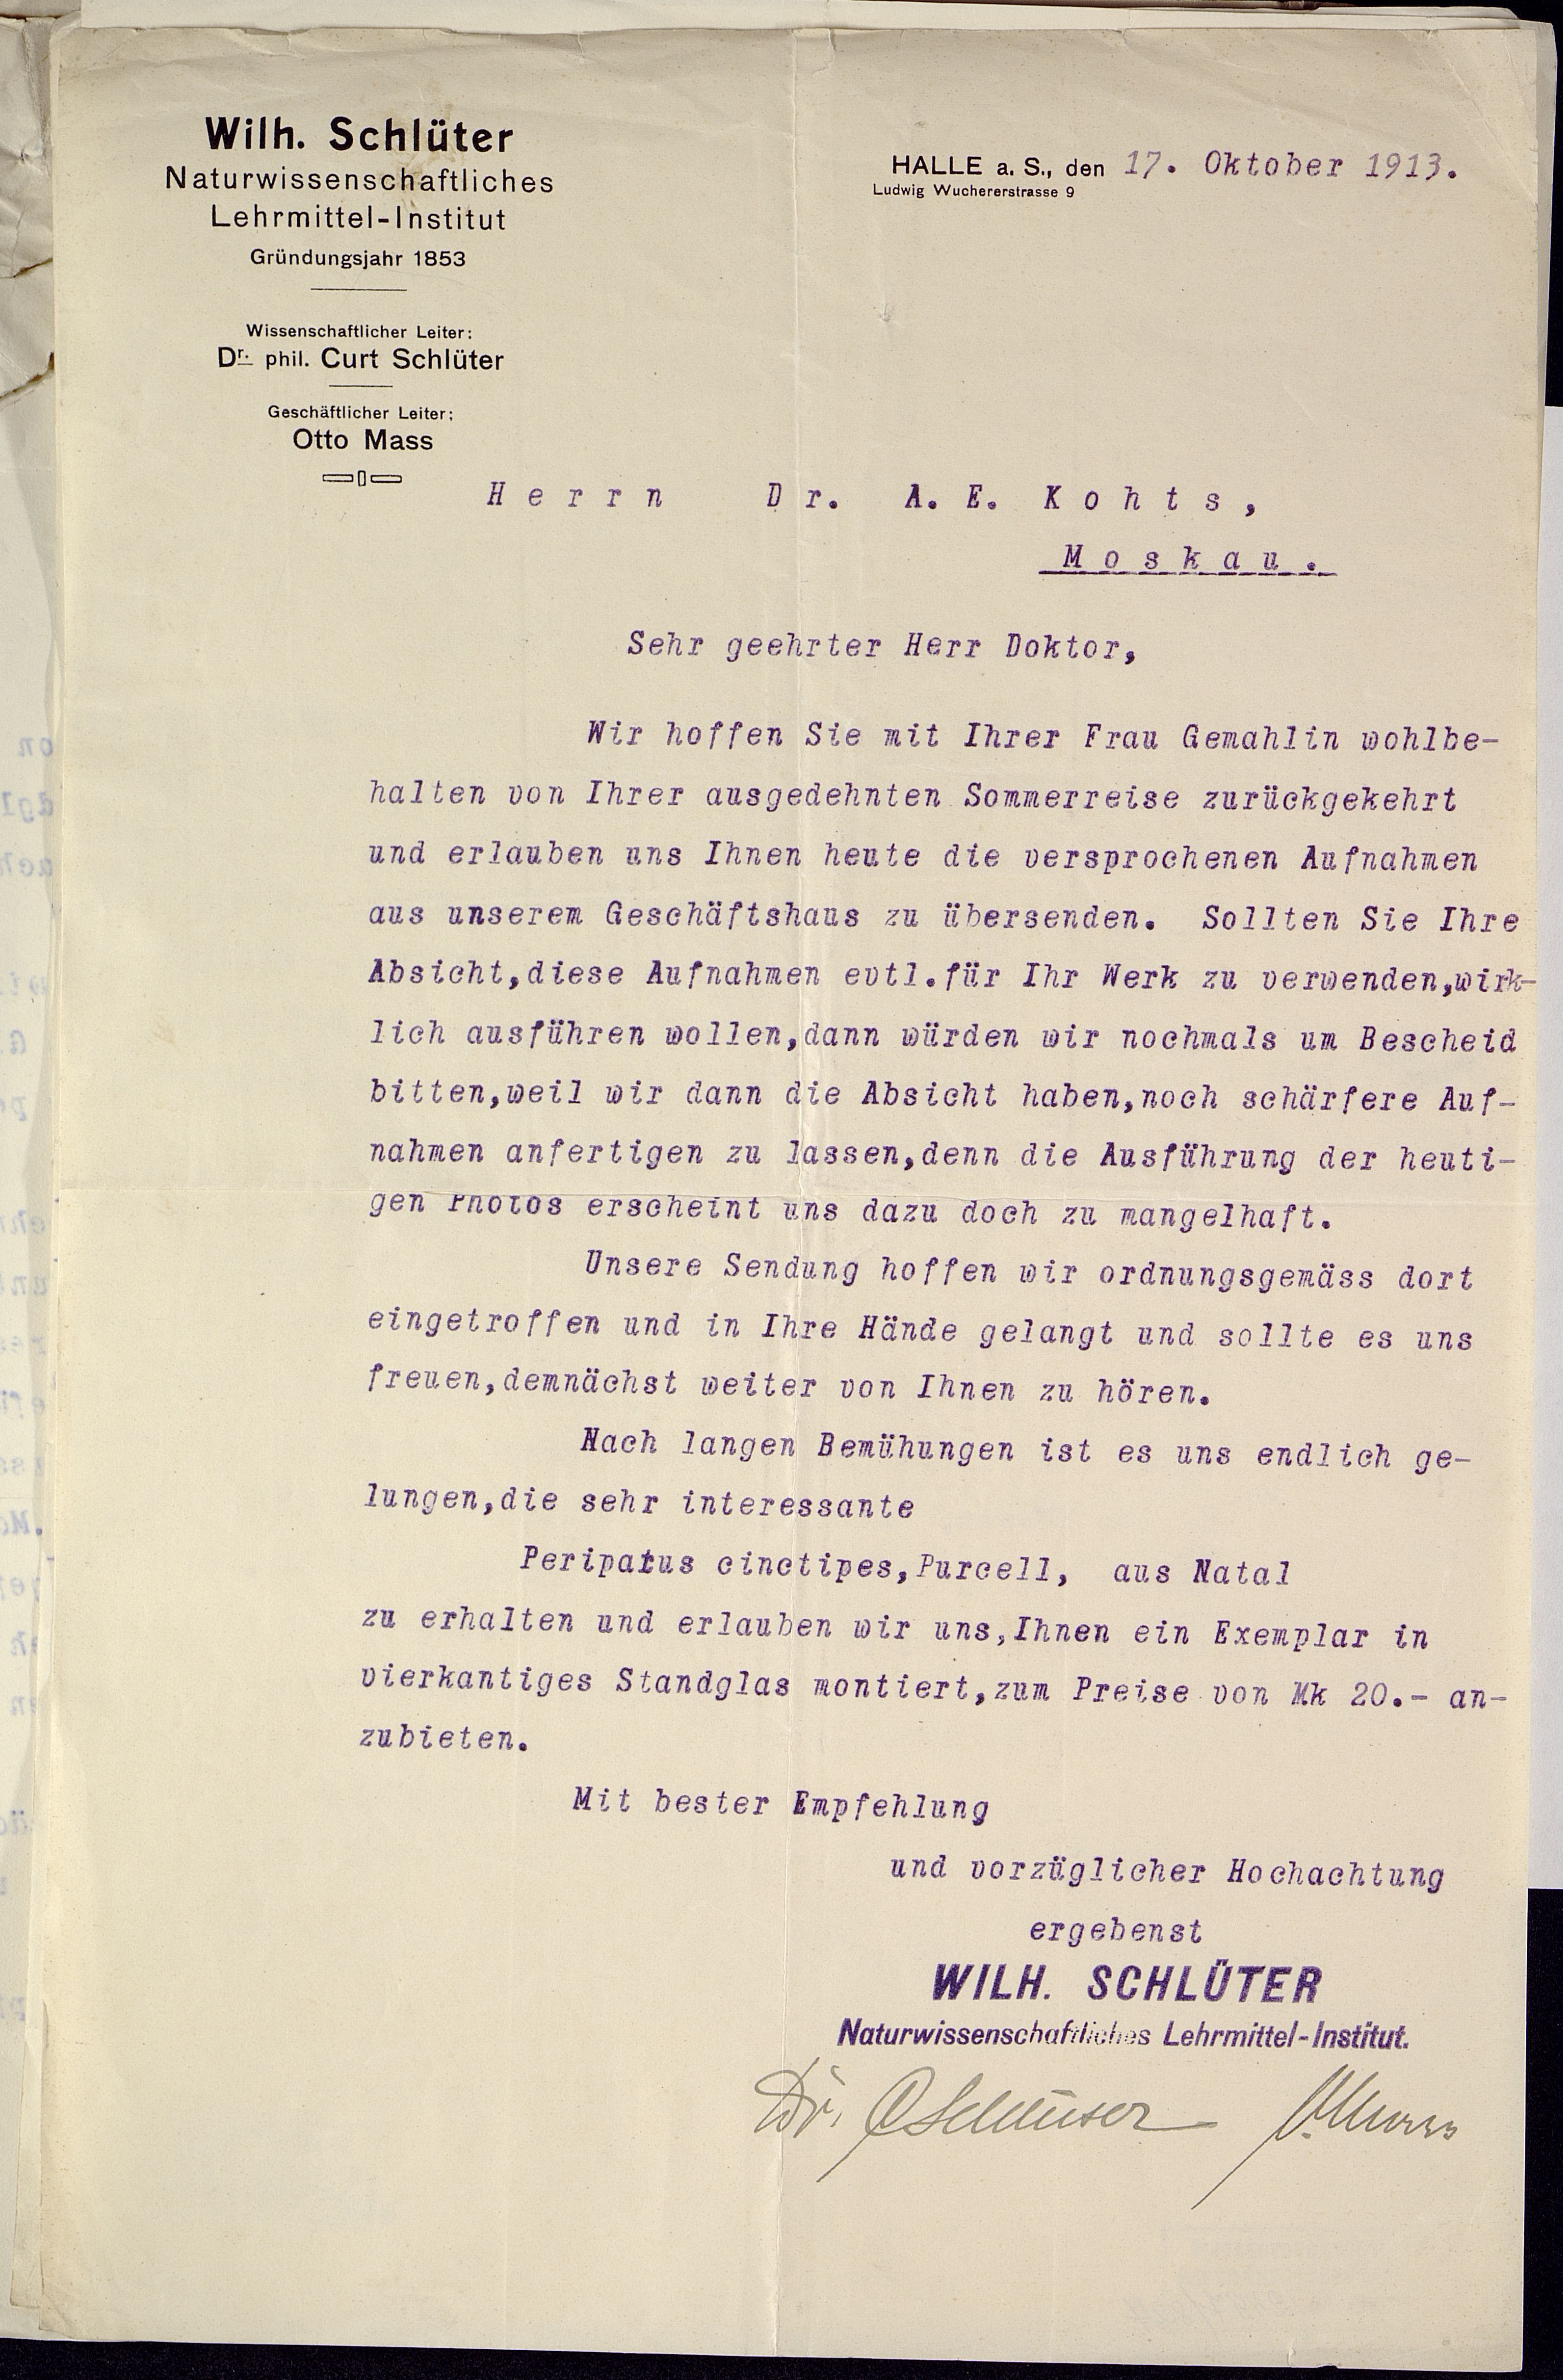 Wilh. Schlüter
Naturwissenschaftliches
Lehrmittel-Institut
Gründungsjahr 1853
Wissenschaftlicher Leiter:
Dr. phil. Curt Schlüter
Geschäftlicher Leiter:
Otto Mass
HALLE a. S., den 17. Oktober 1913.
Ludwig Wuchererstrasse 9
Herrn Dr. A. E. Kohts,
Moskau.
Sehr geehrter Herr Doktor,
Wir hoffen Sie mit Ihrer Frau Gemahlin wohlbe-
halten von Ihrer ausgedehnten Sommerreise zurückgekehrt
und erlauben uns Ihnen heute die versprochenen Aufnahmen
aus unserem Geschäftshaus zu übersenden. Sollten Sie Ihre
Absicht,diese Aufnahmen evtl.für Ihr Werk zu verwenden,wirk-
lich ausführen wollen,dann würden wir nochmals um Bescheid
bitten,weil wir dann die Absicht haben,noch schärfere Auf-
nahmen anfertigen zu lassen,denn die Ausführung der heuti-
gen Photos erscheint uns dazu doch zu mangelhaft.
Unsere Sendung hoffen wir ordnungsgemäss dort
eingetroffen und in Ihre Hände gelangt und sollte es uns
freuen,demnächst weiter von Ihnen zu hören.
Nach langen Bemühungen ist es uns endlich ge-
lungen,die sehr interessante
Peripatus cinctipes,Purcell, aus Natal
zu erhalten und erlauben wir uns,Ihnen ein Exemplar in
vierkantiges Standglas montiert,zum Preise von Mk 20.- an-
zubieten.
Mit bester Empfehlung
und vorzüglicher Hochachtung
ergebenst
WILH. SCHLÜTER
Naturwissenschaftliches Lehrmittel-Institut.
Dr. C Schlüter O. Mass